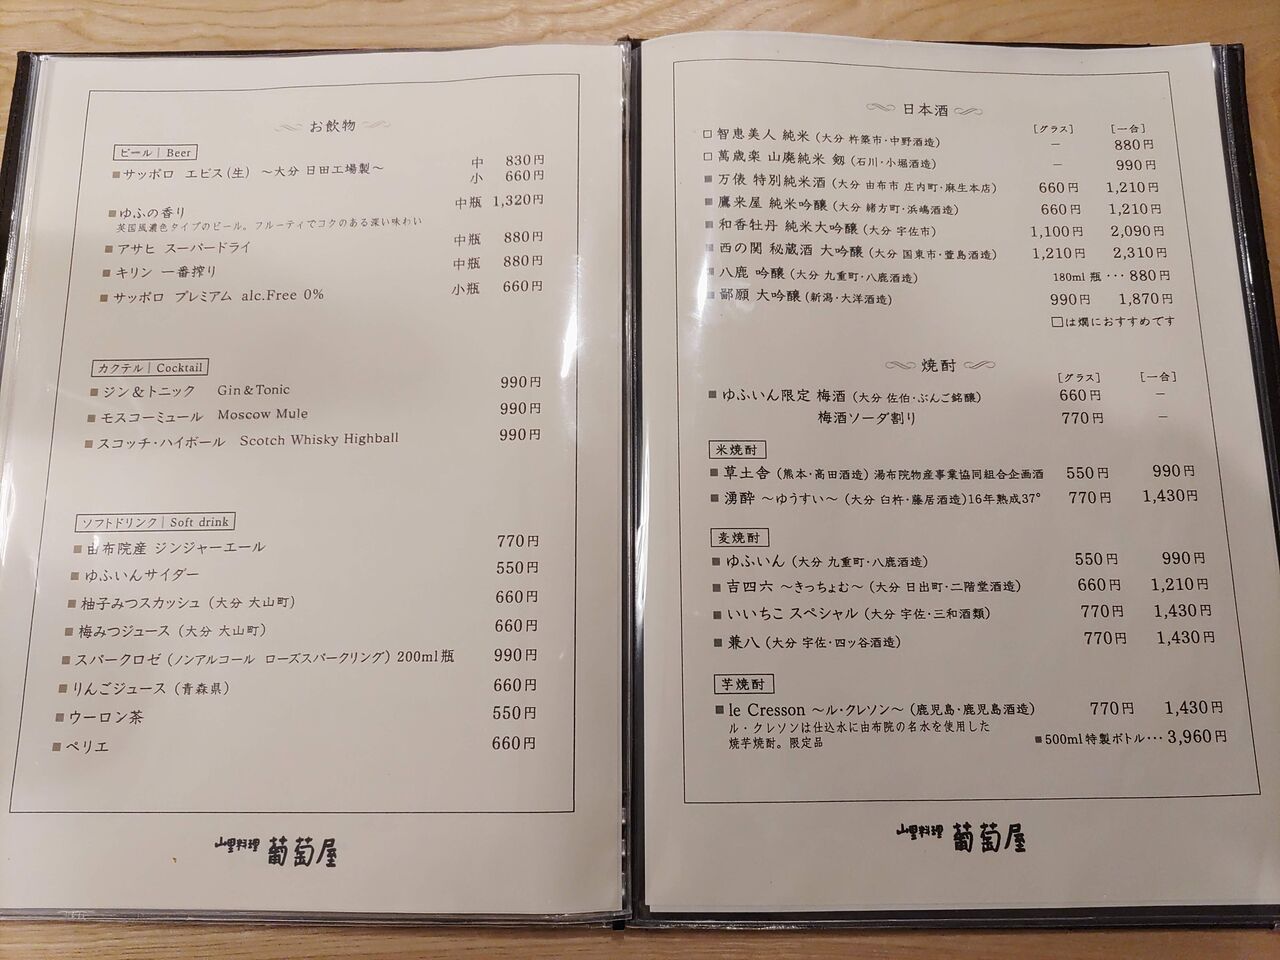 お飲物
ビール | Beer
■サッポロ エビス(生) 〜大分 日田工場製〜 中 830円
小 660円
■ゆふの香り 中瓶 1,320円
英国風濃色タイプのビール。フルーティでコクのある深い味わい
■アサヒ スーパードライ 中瓶 880円
■キリン 一番搾り 中瓶 880円
■サッポロ プレミアム alc.Free 0% 小瓶 660円
カクテル | Cocktail
■ジン&トニック Gin&Tonic 990円
■モスコーミュール Moscow Mule 990円
■スコッチ・ハイボール Scotch Whisky Highball 990円
ソフトドリンク | Soft drink
■由布院産 ジンジャーエール 770円
■ゆふいんサイダー 550円
■柚子みつスカッシュ (大分 大山町) 660円
■梅みつジュース (大分 大山町) 660円
■スパークロゼ (ノンアルコール ローズスパークリング) 200ml瓶 990円
■りんごジュース (青森県) 660円
■ウーロン茶 550円
■ペリエ 660円
山里料理 葡萄屋
日本酒
[グラス] [一合]
□智恵美人 純米 (大分 杵築市・中野酒造) − 880円
□萬歳楽 山廃純米 剱 (石川・小堀酒造) − 990円
■万俵 特別純米酒 (大分 由布市 庄内町・麻生本店) 660円 1,210円
■鷹来屋 純米吟醸 (大分 緒方町・浜嶋酒造) 660円 1,210円
■和香牡丹 純米大吟醸 (大分 宇佐市) 1,100円 2,090円
■西の関 秘蔵酒 大吟醸 (大分 国東市・萱島酒造) 1,210円 2,310円
■八鹿 吟醸 (大分 九重町・八鹿酒造) 180ml 瓶・・・880円
■鄙願 大吟醸 (新潟・大洋酒造) 990円 1,870円
□は燗におすすめです
焼酎
[グラス] [一合]
■ゆふいん限定 梅酒 (大分 佐伯・ぶんご銘醸) 660円 −
梅酒ソーダ割り 770円 −
米焼酎
■草土舎 (熊本・高田酒造) 湯布院物産事業協同組合企画酒 550円 990円
■湧酔 〜ゆうすい〜 (大分 臼杵・藤居酒造)16年熟成37° 770円 1,430円
麦焼酎
■ゆふいん (大分 九重町・八鹿酒造) 550円 990円
■吉四六 〜きっちょむ〜 (大分 日出町・二階堂酒造) 660円 1,210円
■いいちこ スペシャル (大分 宇佐・三和酒類) 770円 1,430円
■兼八 (大分 宇佐・四ッ谷酒造) 770円 1,430円
芋焼酎
■le Cresson 〜ル・クレソン〜 (鹿児島・鹿児島酒造) 770円 1,430円
ル・クレソンは仕込水に由布院の名水を使用した
焼芋焼酎。限定品 ■500ml特製ボトル・・・3,960円
山里料理 葡萄屋